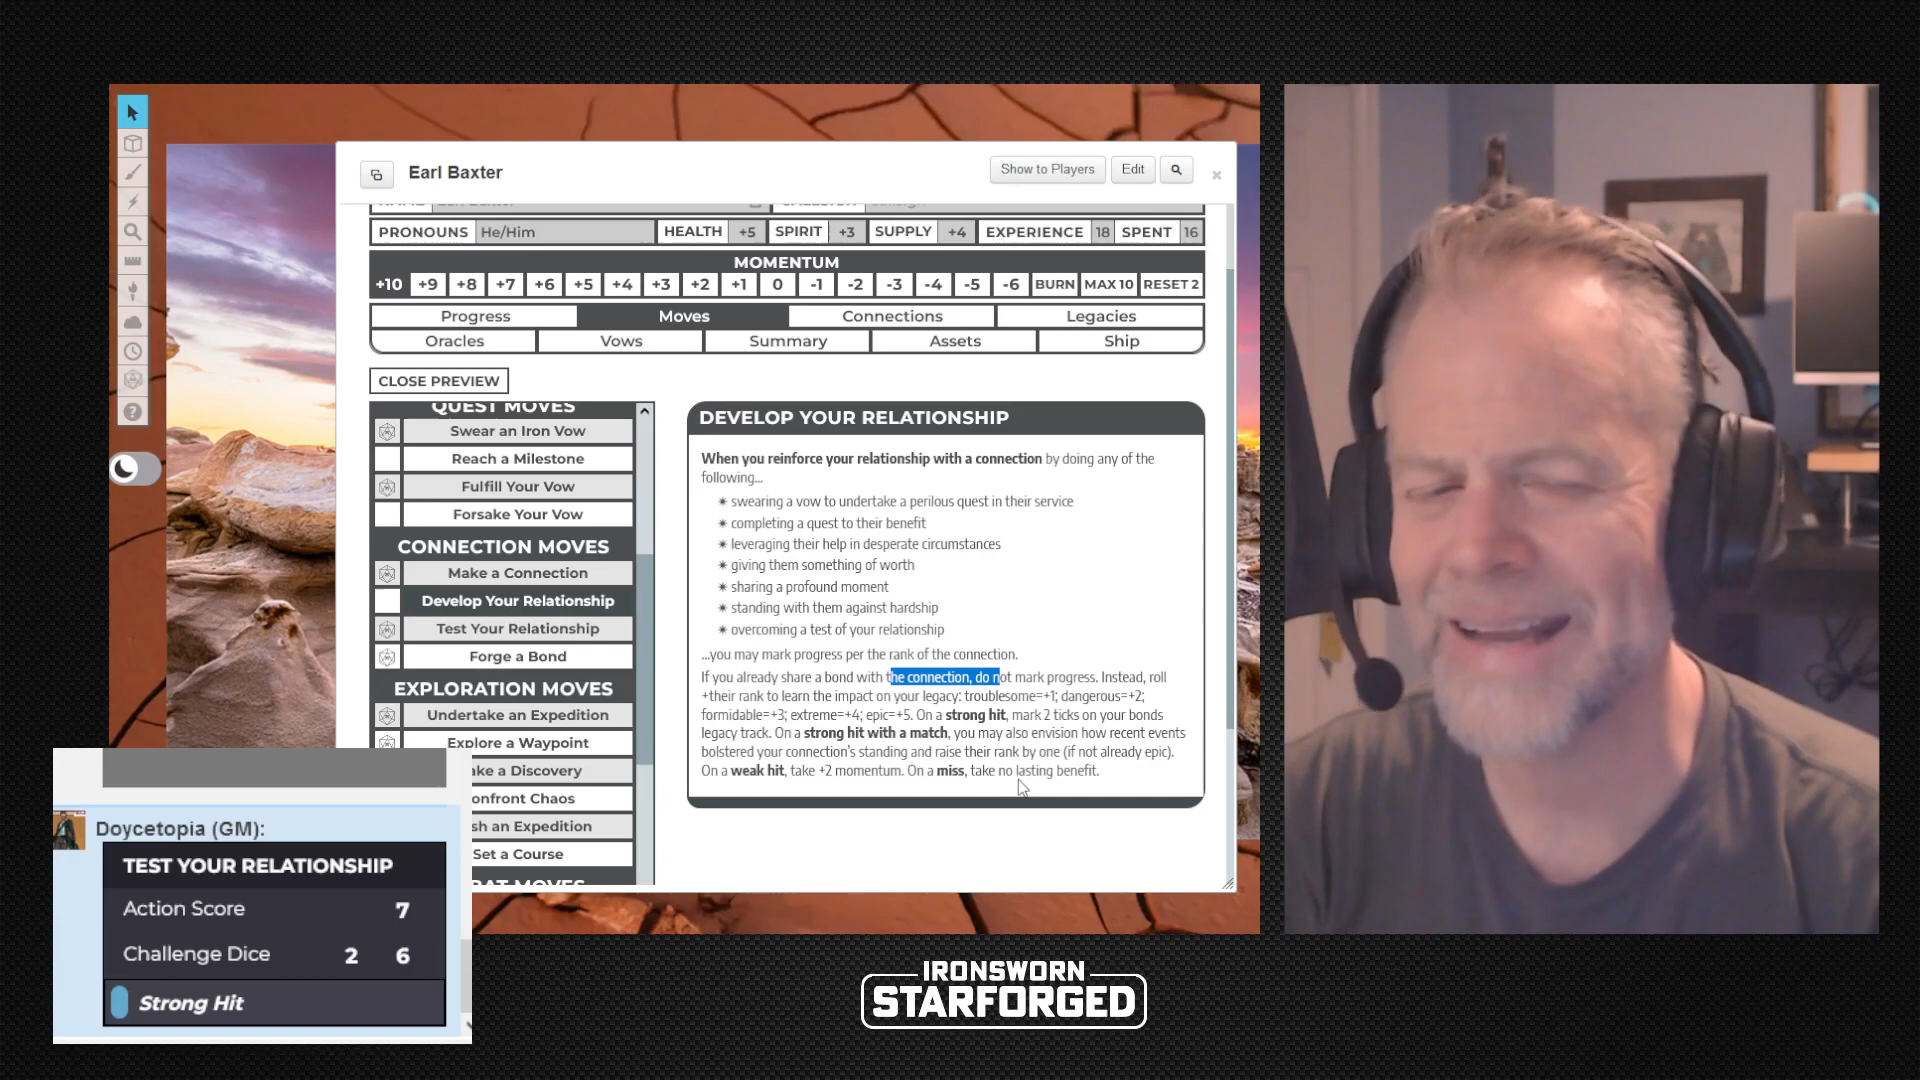 Earl Baxter
Show to Players
Edit
PRONOUNS He/Him HEALTH +5 SPIRIT +3 SUPPLY +4 EXPERIENCE 18 SPENT 16
MOMENTUM
+10 +9 +8 +7 +6 +5 +4 +3 +2 +1 0 -1 -2 -3 -4 -5 -6 BURN MAX 10 RESET 2
Progress Moves Connections Legacies
Oracles Vows Summary Assets Ship
CLOSE PREVIEW
QUEST MOVES
Swear an Iron Vow
Reach a Milestone
Fulfill Your Vow
Forsake Your Vow
CONNECTION MOVES
Make a Connection
Develop Your Relationship
Test Your Relationship
Forge a Bond
EXPLORATION MOVES
Undertake an Expedition
Explore a Waypoint
ake a Discovery
onfront Chaos
sh an Expedition
Set a Course
DEVELOP YOUR RELATIONSHIP
When you reinforce your relationship with a connection by doing any of the
following...
✴ swearing a vow to undertake a perilous quest in their service
✴ completing a quest to their benefit
✴ leveraging their help in desperate circumstances
✴ giving them something of worth
✴ sharing a profound moment
✴ standing with them against hardship
✴ overcoming a test of your relationship
...you may mark progress per the rank of the connection.
If you already share a bond with the connection, do not mark progress. Instead, roll
+their rank to learn the impact on your legacy: troublesome=+1; dangerous=+2;
formidable=+3; extreme=+4; epic=+5. On a strong hit, mark 2 ticks on your bonds
legacy track. On a strong hit with a match, you may also envision how recent events
bolstered your connection's standing and raise their rank by one (if not already epic).
On a weak hit, take +2 momentum. On a miss, take no lasting benefit.
Doycetopia (GM):
TEST YOUR RELATIONSHIP
Action Score 7
Challenge Dice 2 6
Strong Hit
IRONSWORN
STARFORGED